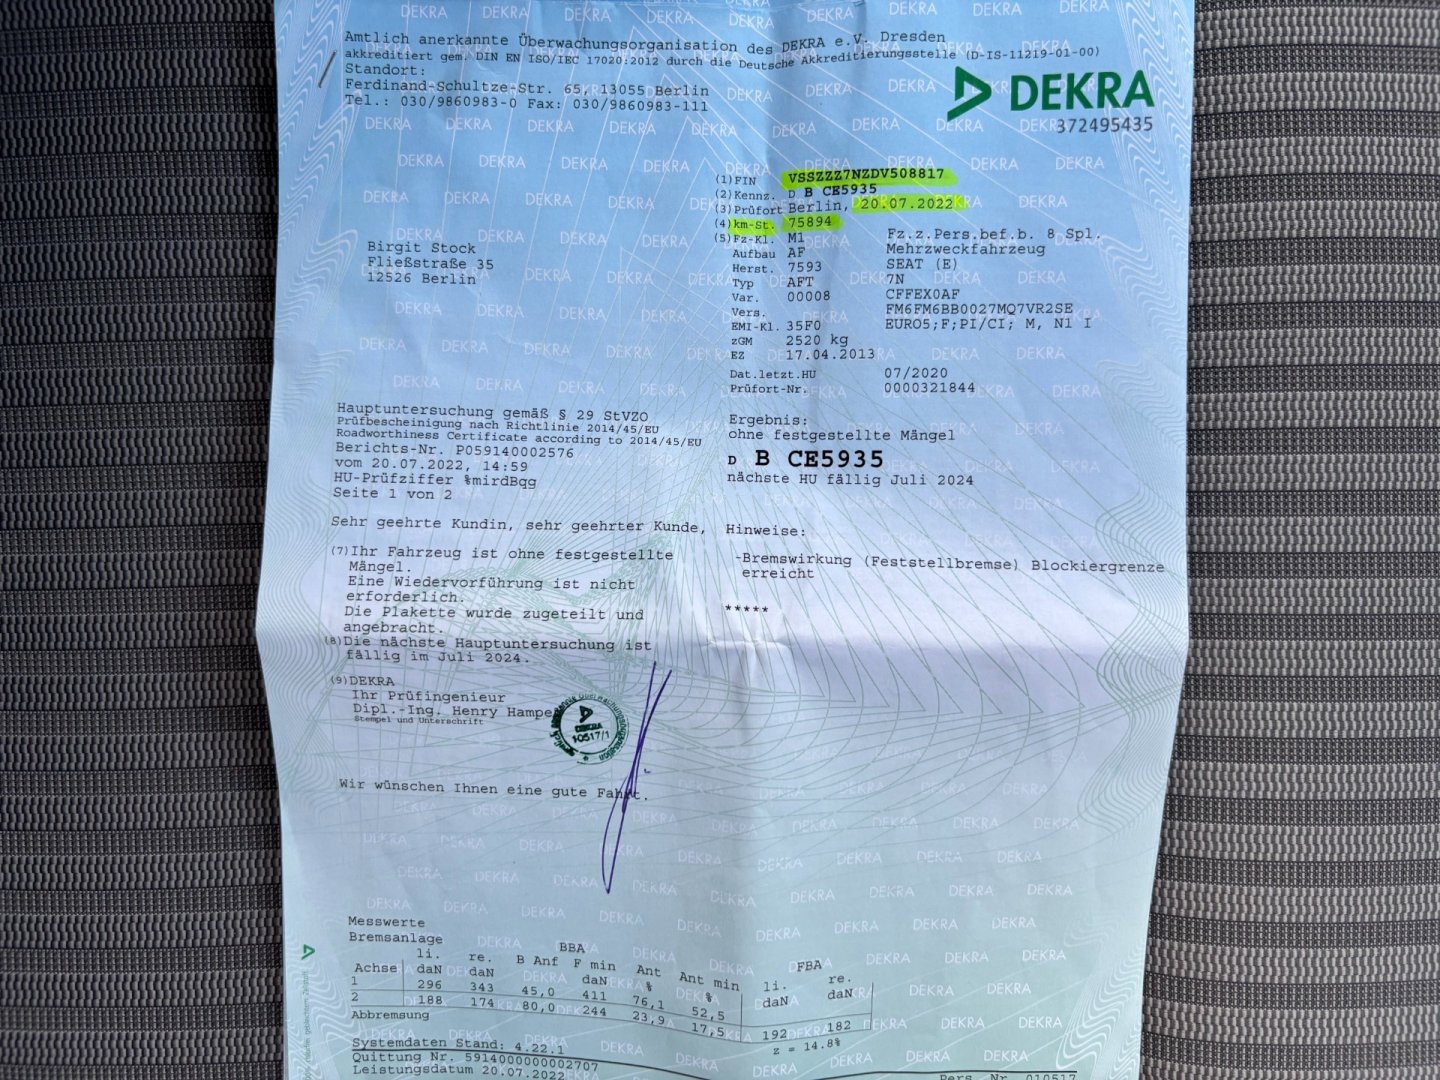 Amtlich anerkannte Überwachungsorganisation des DEKRA e.V. Dresden
akkreditiert gem. DIN EN ISO/IEC 17020:2012 durch die Deutsche Akkreditierungsstelle (D-IS-11219-01-00)
Standort:
Ferdinand-Schultze-Str. 65, 13055 Berlin
Tel.: 030/9860983-0 Fax: 030/9860983-111
DEKRA
372495435
(1) FIN VSSZZZ7NZDV508817
(2) Kennz. D B CE5935
(3) Prüfort Berlin, 20.07.2022
(4) km-St. 75894
(5) Fz-Kl. M1 Fz.z.Pers.bef.b. 8 Spl.
Aufbau AF Mehrzweckfahrzeug
Herst. 7593 SEAT (E)
Typ AFT 7N
Var. 00008 CFFEX0AF
Vers. FM6FM6BB0027MQ7VR2SE
EMI-Kl. 35F0 EURO5;F;PI/CI; M, N1 I
zGM 2520 kg
EZ 17.04.2013
Dat.letzt.HU 07/2020
Prüfort-Nr. 0000321844
Birgit Stock
Fließstraße 35
12526 Berlin
Hauptuntersuchung gemäß § 29 StVZO
Prüfbescheinigung nach Richtlinie 2014/45/EU
Roadworthiness Certificate according to 2014/45/EU
Berichts-Nr. P059140002576
vom 20.07.2022, 14:59
HU-Prüfziffer %mirdBqg
Seite 1 von 2
Ergebnis:
ohne festgestellte Mängel
D B CE5935
nächste HU fällig Juli 2024
Sehr geehrte Kundin, sehr geehrter Kunde,
(7) Ihr Fahrzeug ist ohne festgestellte
Mängel.
Eine Wiedervorführung ist nicht
erforderlich.
Die Plakette wurde zugeteilt und
angebracht.
(8) Die nächste Hauptuntersuchung ist
fällig im Juli 2024.
(9) DEKRA
Ihr Prüfingenieur
Dipl.-Ing. Henry Hampe
Stempel und Unterschrift
DEKRA
10517/1
Hinweise:
-Bremswirkung (Feststellbremse) Blockiergrenze
erreicht
*****
Wir wünschen Ihnen eine gute Fahrt.
Messwerte
Bremsanlage
BBA FBA
li. re. B Anf F min Ant Ant min li. re.
Achse daN daN daN % % daN daN
1 296 343 45,0 411 76,1 52,5
2 188 174 80,0 244 23,9 17,5 192 182
Abbremsung z = 14.8%
Systemdaten Stand: 4.22.1
Quittung Nr. 5914000000002707
Leistungsdatum 20.07.2022
Pers. Nr. 010517